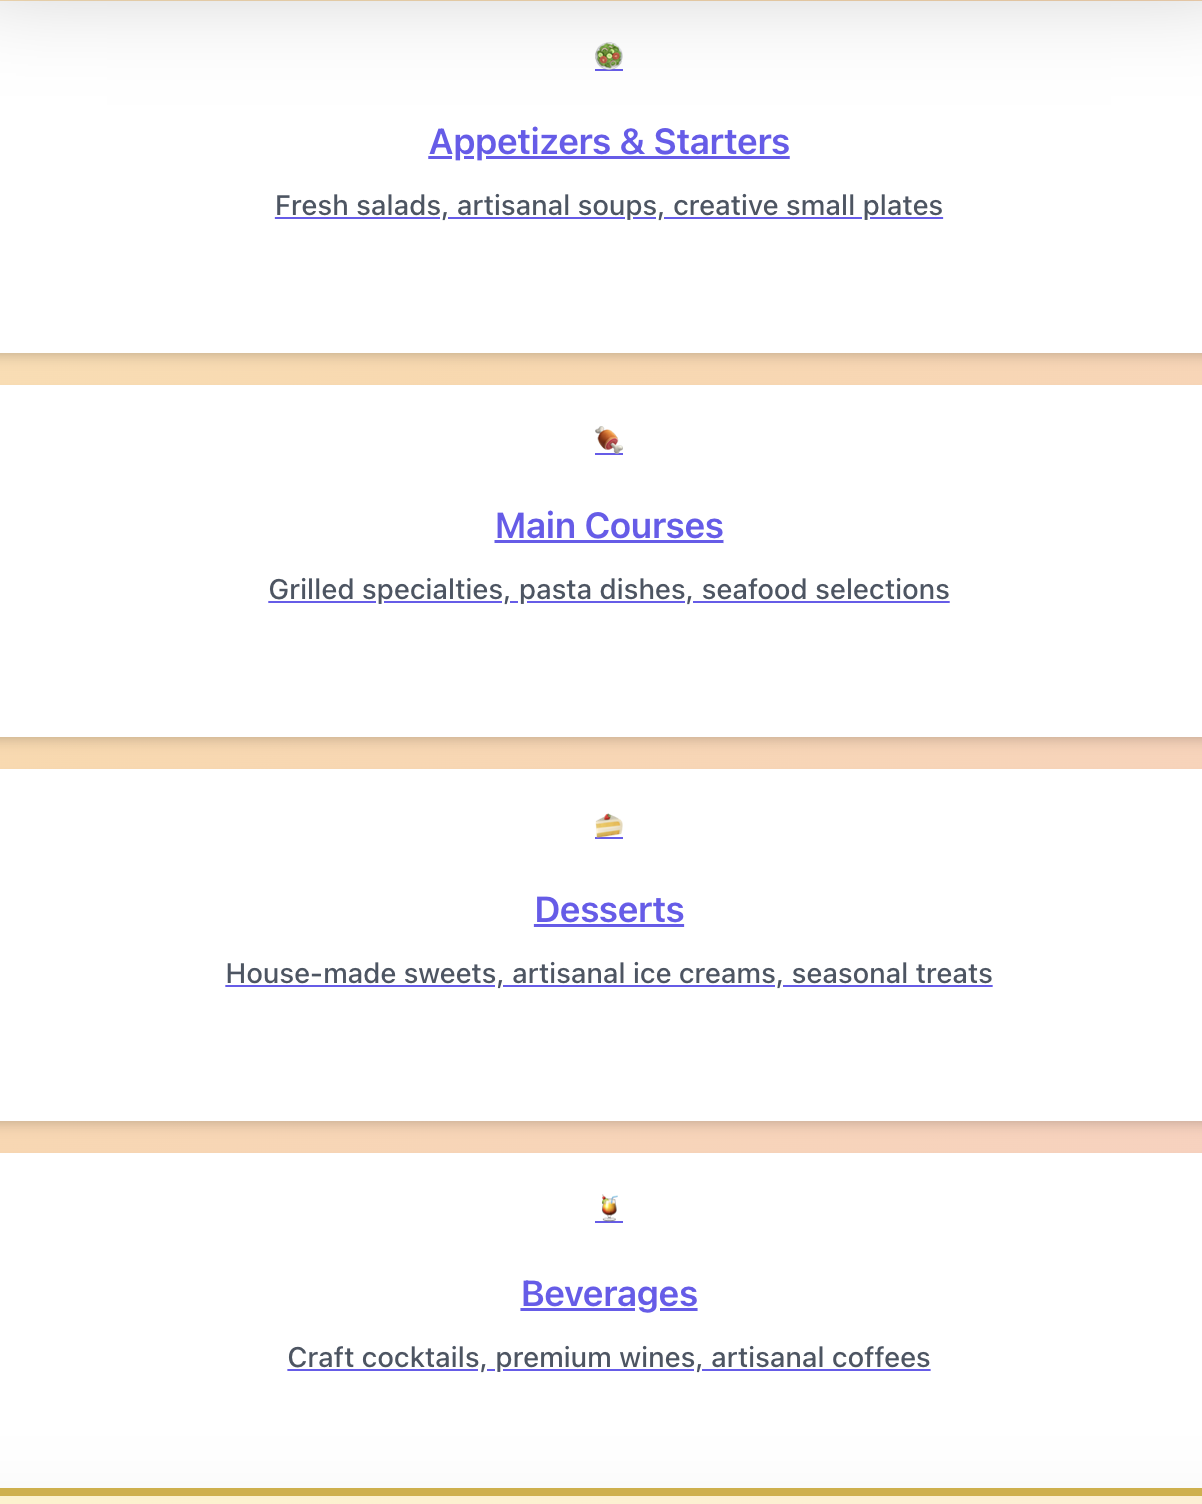 Appetizers & Starters
Fresh salads, artisanal soups, creative small plates
Main Courses
Grilled specialties, pasta dishes, seafood selections
Desserts
House-made sweets, artisanal ice creams, seasonal treats
Beverages
Craft cocktails, premium wines, artisanal coffees